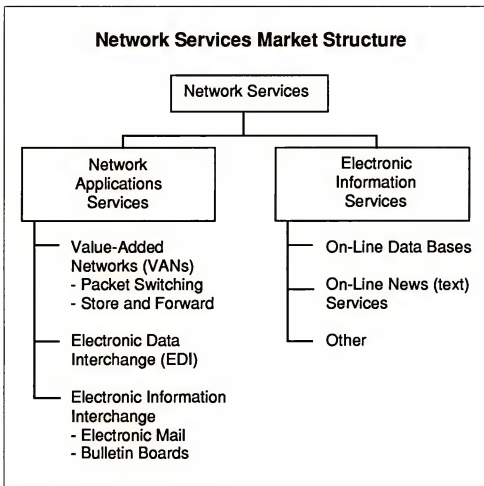 Network Services Market Structure
Network Services
Network
Applications
Services
Value-Added
Networks (VANs)
- Packet Switching
- Store and Forward
Electronic Data
Interchange (EDI)
Electronic Information
Interchange
- Electronic Mail
- Bulletin Boards
Electronic
Information
Services
On-Line Data Bases
On-Line News (text)
Services
Other